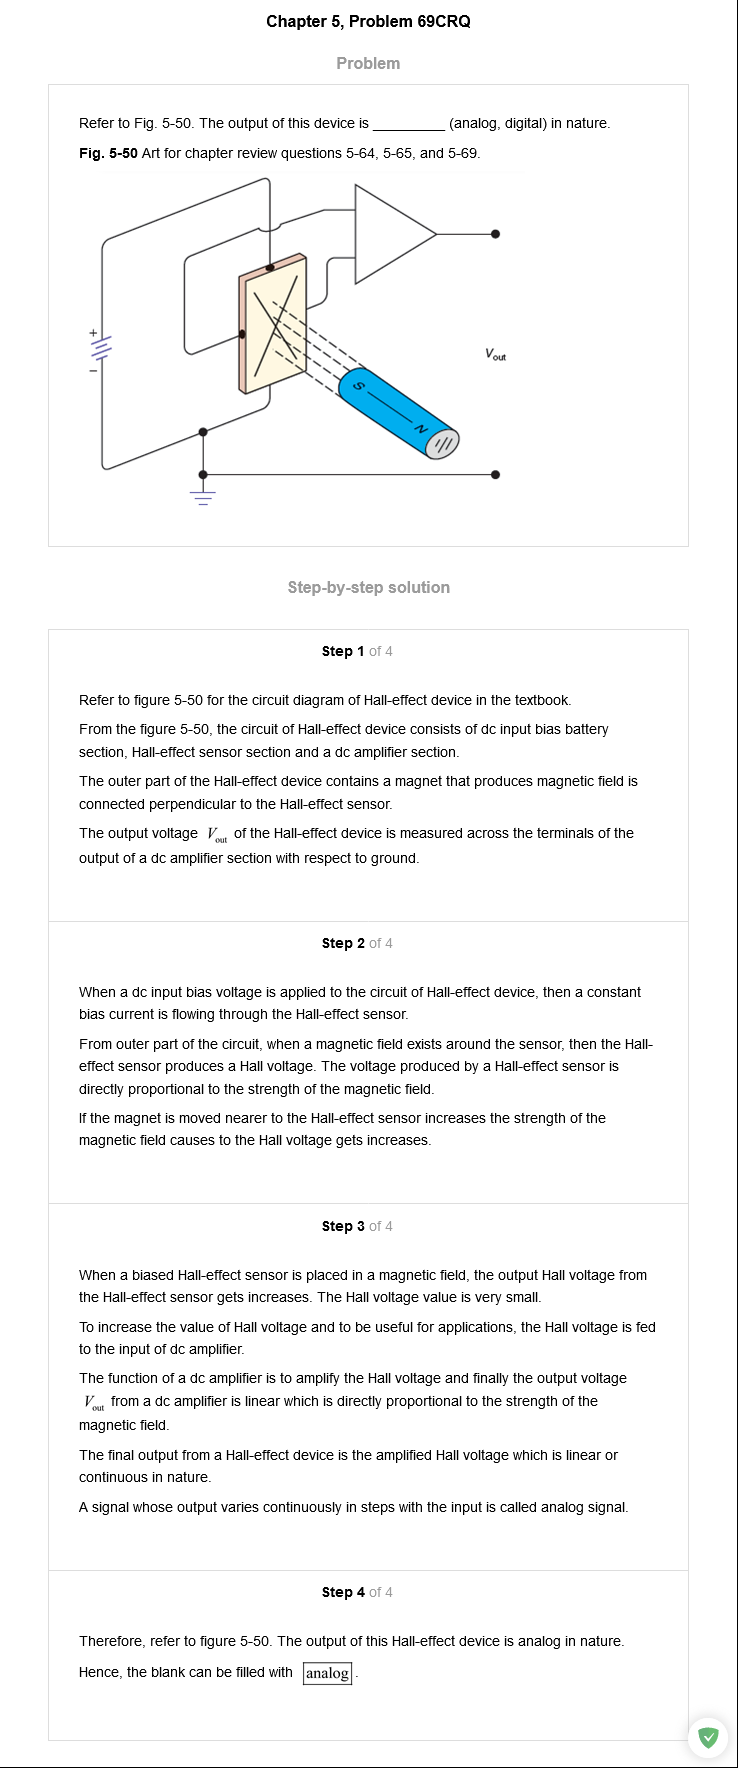 Chapter 5, Problem 69CRQ
Problem
Refer to Fig. 5-50. The output of this device is _________ (analog, digital) in nature.
Fig. 5-50 Art for chapter review questions 5-64, 5-65, and 5-69.
+
−
S
N
Vout
Step-by-step solution
Step 1 of 4
Refer to figure 5-50 for the circuit diagram of Hall-effect device in the textbook.
From the figure 5-50, the circuit of Hall-effect device consists of dc input bias battery
section, Hall-effect sensor section and a dc amplifier section.
The outer part of the Hall-effect device contains a magnet that produces magnetic field is
connected perpendicular to the Hall-effect sensor.
The output voltage Vout of the Hall-effect device is measured across the terminals of the
output of a dc amplifier section with respect to ground.
Step 2 of 4
When a dc input bias voltage is applied to the circuit of Hall-effect device, then a constant
bias current is flowing through the Hall-effect sensor.
From outer part of the circuit, when a magnetic field exists around the sensor, then the Hall-
effect sensor produces a Hall voltage. The voltage produced by a Hall-effect sensor is
directly proportional to the strength of the magnetic field.
If the magnet is moved nearer to the Hall-effect sensor increases the strength of the
magnetic field causes to the Hall voltage gets increases.
Step 3 of 4
When a biased Hall-effect sensor is placed in a magnetic field, the output Hall voltage from
the Hall-effect sensor gets increases. The Hall voltage value is very small.
To increase the value of Hall voltage and to be useful for applications, the Hall voltage is fed
to the input of dc amplifier.
The function of a dc amplifier is to amplify the Hall voltage and finally the output voltage
Vout from a dc amplifier is linear which is directly proportional to the strength of the
magnetic field.
The final output from a Hall-effect device is the amplified Hall voltage which is linear or
continuous in nature.
A signal whose output varies continuously in steps with the input is called analog signal.
Step 4 of 4
Therefore, refer to figure 5-50. The output of this Hall-effect device is analog in nature.
Hence, the blank can be filled with analog.